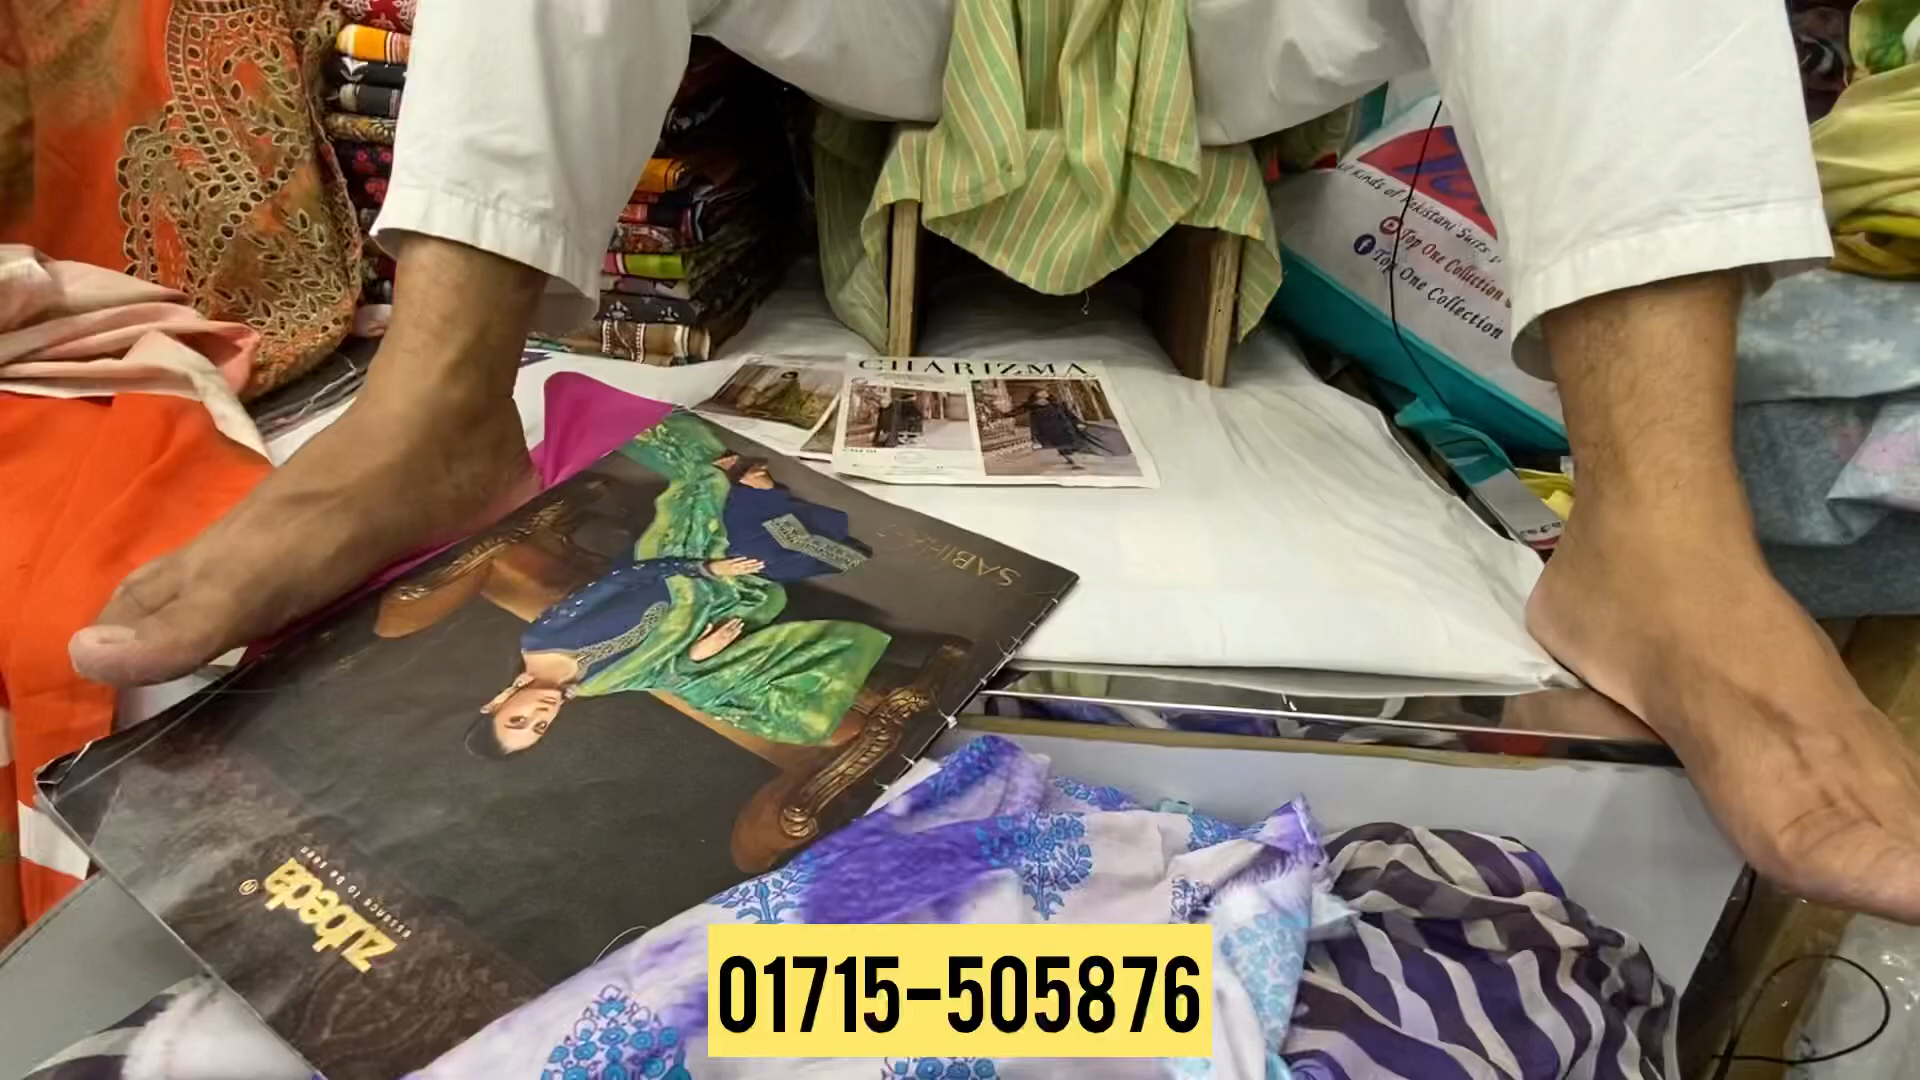 CHARIZMA
All kinds of Pakistani Suits
Top One Collection
Top One Collection
SABIHA
zubeda
essence to be seen
01715-505876